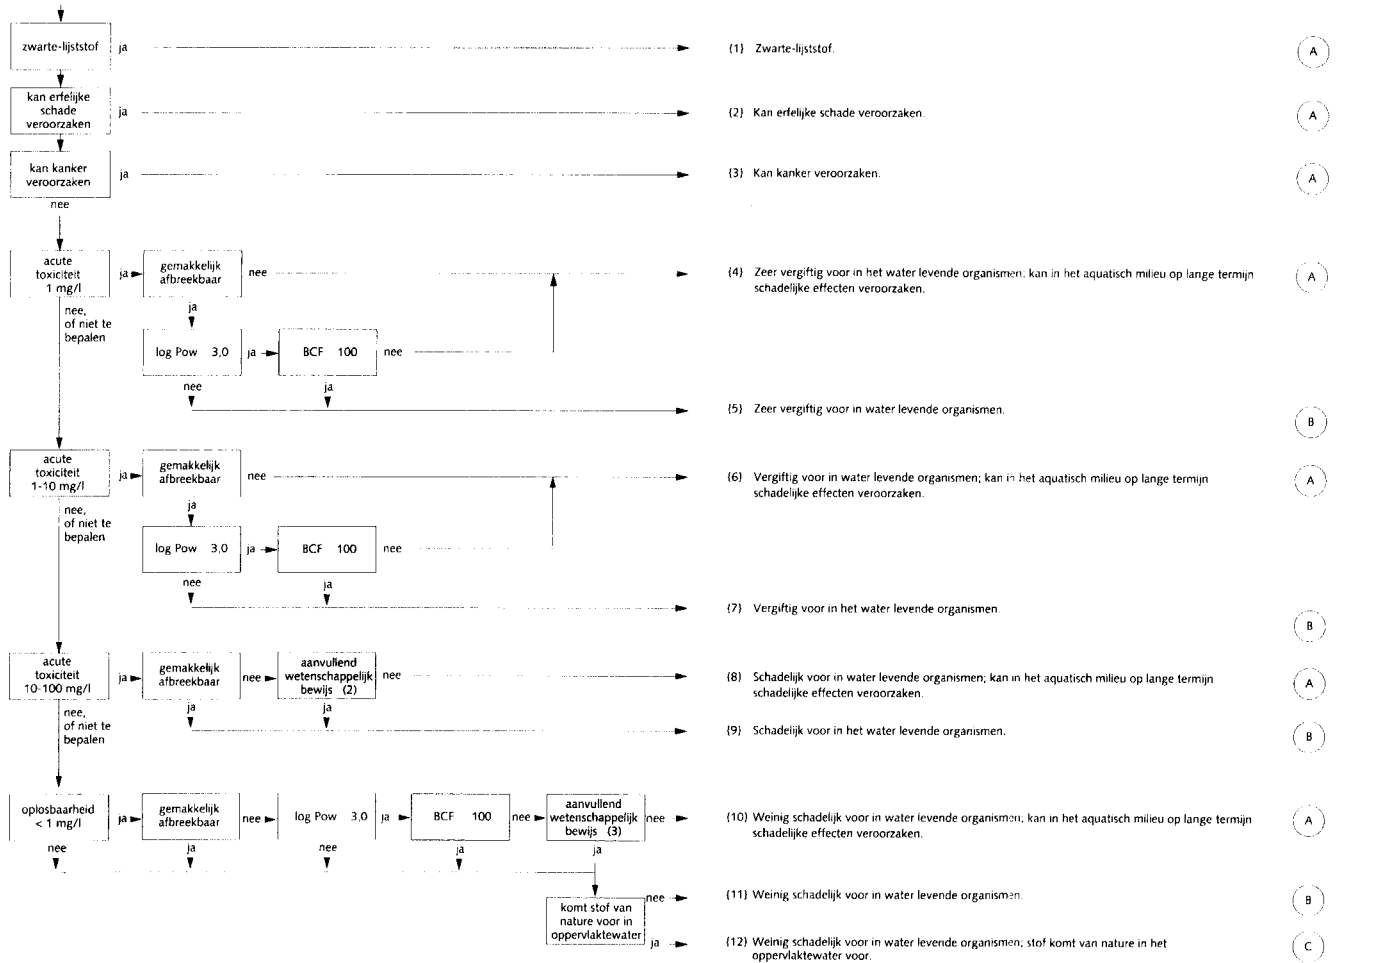 zwarte-lijststof
ja
{1} Zwarte-lijststof.
A
kan erfelijke
schade
veroorzaken
ja
{2} Kan erfelijke schade veroorzaken.
A
kan kanker
veroorzaken
ja
{3} Kan kanker veroorzaken.
A
nee
acute
toxiciteit
1 mg/l
ja
gemakkelijk
afbreekbaar
nee
{4} Zeer vergiftig voor in het water levende organismen; kan in het aquatisch milieu op lange termijn
schadelijke effecten veroorzaken.
A
nee,
of niet te
bepalen
ja
log Pow 3,0
ja
BCF 100
nee
nee
ja
{5} Zeer vergiftig voor in water levende organismen.
B
acute
toxiciteit
1-10 mg/l
ja
gemakkelijk
afbreekbaar
nee
{6} Vergiftig voor in water levende organismen; kan in het aquatisch milieu op lange termijn
schadelijke effecten veroorzaken.
A
nee,
of niet te
bepalen
ja
log Pow 3,0
ja
BCF 100
nee
nee
ja
{7} Vergiftig voor in het water levende organismen.
B
acute
toxiciteit
10-100 mg/l
ja
gemakkelijk
afbreekbaar
nee
aanvullend
wetenschappelijk
bewijs (2)
nee
{8} Schadelijk voor in water levende organismen; kan in het aquatisch milieu op lange termijn
schadelijke effecten veroorzaken.
A
nee,
of niet te
bepalen
ja
ja
{9} Schadelijk voor in het water levende organismen.
B
oplosbaarheid
< 1 mg/l
ja
gemakkelijk
afbreekbaar
nee
log Pow 3,0
ja
BCF 100
nee
aanvullend
wetenschappelijk
bewijs (3)
nee
{10} Weinig schadelijk voor in water levende organismen; kan in het aquatisch milieu op lange termijn
schadelijke effecten veroorzaken.
A
nee
ja
nee
ja
ja
komt stof van
nature voor in
oppervlaktewater
nee
{11} Weinig schadelijk voor in water levende organismen.
B
ja
{12} Weinig schadelijk voor in water levende organismen; stof komt van nature in het
oppervlaktewater voor.
C